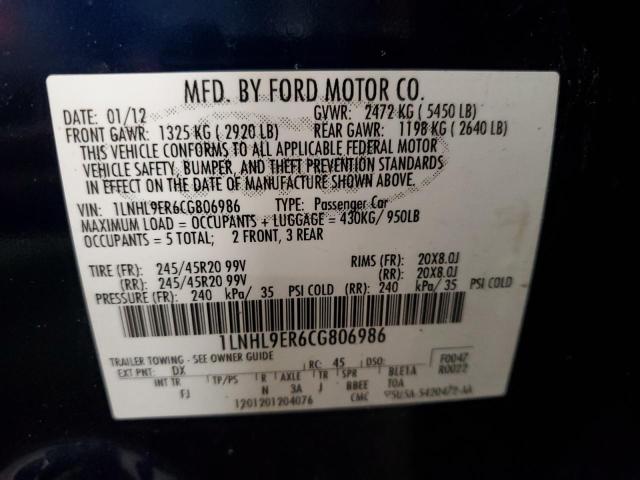 MFD. BY FORD MOTOR CO.
DATE: 01/12 GVWR: 2472 KG ( 5450 LB)
FRONT GAWR: 1325 KG ( 2920 LB) REAR GAWR: 1198 KG ( 2640 LB)
THIS VEHICLE CONFORMS TO ALL APPLICABLE FEDERAL MOTOR
VEHICLE SAFETY, BUMPER, AND THEFT PREVENTION STANDARDS
IN EFFECT ON THE DATE OF MANUFACTURE SHOWN ABOVE.
VIN: 1LNHL9ER6CG806986 TYPE: Passenger Car
MAXIMUM LOAD = OCCUPANTS + LUGGAGE = 430KG/ 950LB
OCCUPANTS = 5 TOTAL; 2 FRONT, 3 REAR
TIRE (FR): 245/45R20 99V RIMS (FR): 20X8.0J
(RR): 245/45R20 99V (RR): 20X8.0J
PRESSURE (FR): 240 kPa/ 35 PSI COLD (RR): 240 kPa/ 35 PSI COLD
1LNHL9ER6CG806986
TRAILER TOWING - SEE OWNER GUIDE F0047
EXT PNT: DX RC: 45 DSO: R0022
INT TR TP/PS R AXLE TR SPR BLE1A
FJ N 3A J BBEE TOA
1201201204076 CMC